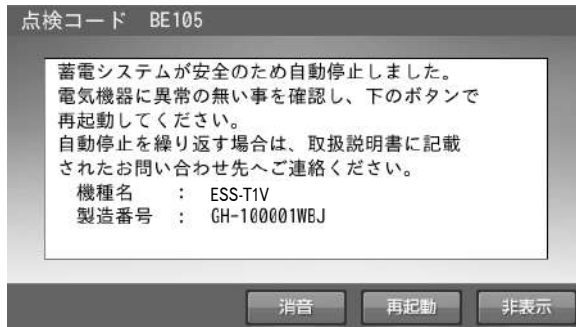 点検コード BE105
蓄電システムが安全のため自動停止しました。
電気機器に異常の無い事を確認し、下のボタンで
再起動してください。
自動停止を繰り返す場合は、取扱説明書に記載
されたお問い合わせ先へご連絡ください。
機種名 : ESS-T1V
製造番号 : GH-100001WBJ
消音 再起動 非表示